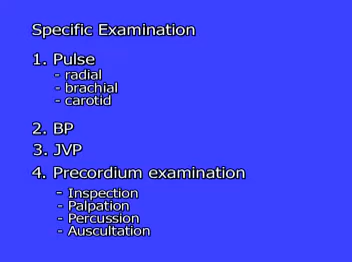 Specific Examination
1. Pulse
- radial
- brachial
- carotid
2. BP
3. JVP
4. Precordium examination
- Inspection
- Palpation
- Percussion
- Auscultation